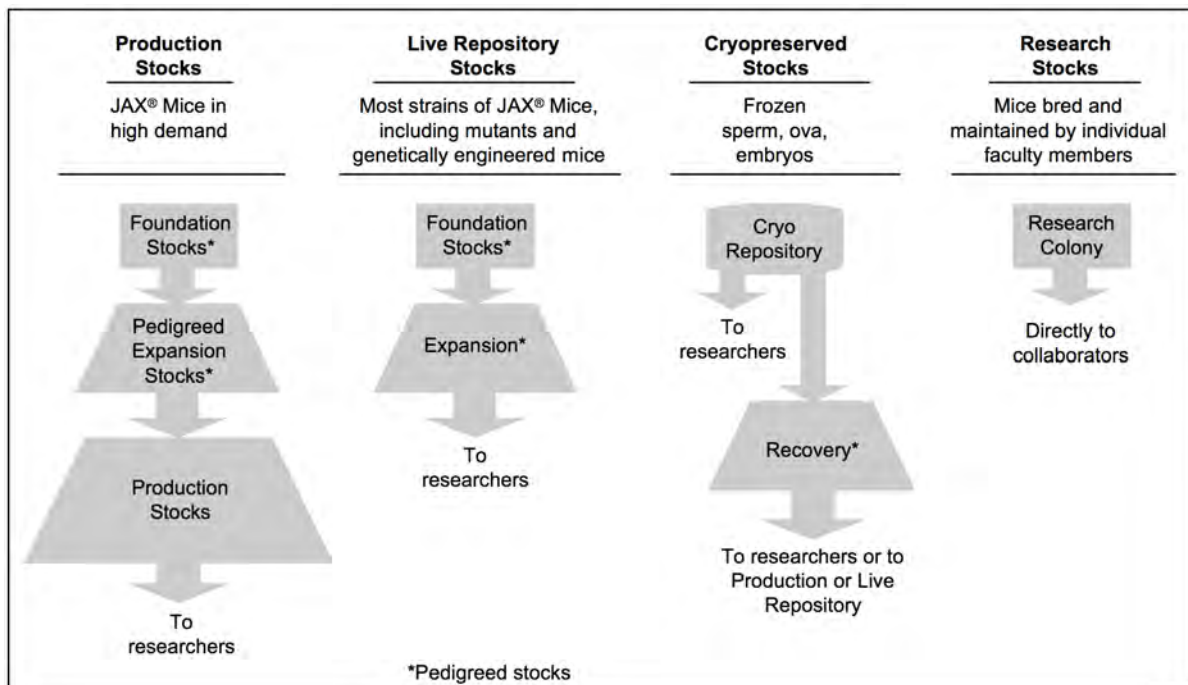 Production
Stocks
JAX® Mice in
high demand
Foundation
Stocks*
Pedigreed
Expansion
Stocks*
Production
Stocks
To
researchers
Live Repository
Stocks
Most strains of JAX® Mice,
including mutants and
genetically engineered mice
Foundation
Stocks*
Expansion*
To
researchers
Cryopreserved
Stocks
Frozen
sperm, ova,
embryos
Cryo
Repository
To
researchers
Recovery*
To researchers or to
Production or Live
Repository
Research
Stocks
Mice bred and
maintained by individual
faculty members
Research
Colony
Directly to
collaborators
*Pedigreed stocks